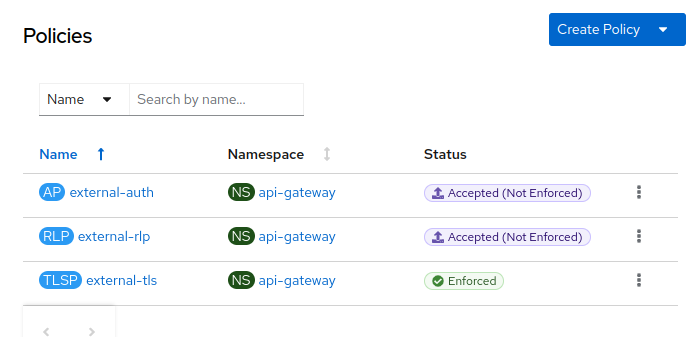 Policies
Create Policy
Name
Search by name...
Name Namespace Status
AP external-auth NS api-gateway Accepted (Not Enforced)
RLP external-rlp NS api-gateway Accepted (Not Enforced)
TLSP external-tls NS api-gateway Enforced